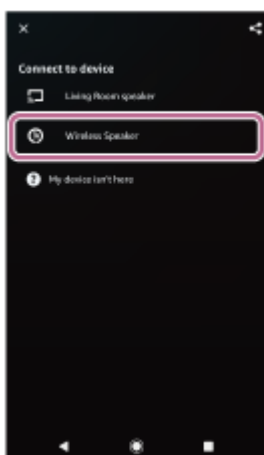 Connect to device
Living Room speaker
Wireless Speaker
My device isn't here